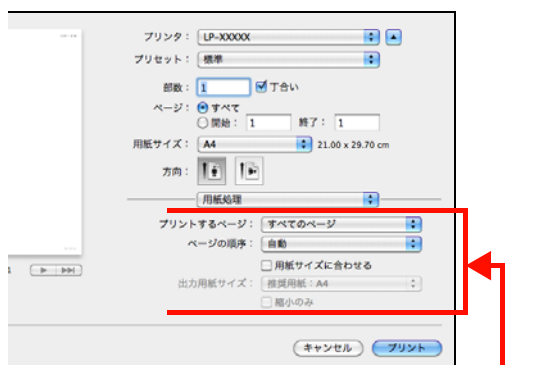 プリンタ： LP-XXXXX
プリセット： 標準
部数： 1 丁合い
ページ： すべて
開始： 1 終了： 1
用紙サイズ： A4 21.00 x 29.70 cm
方向：
用紙処理
プリントするページ： すべてのページ
ページの順序： 自動
用紙サイズに合わせる
出力用紙サイズ： 推奨用紙：A4
縮小のみ
キャンセル プリント